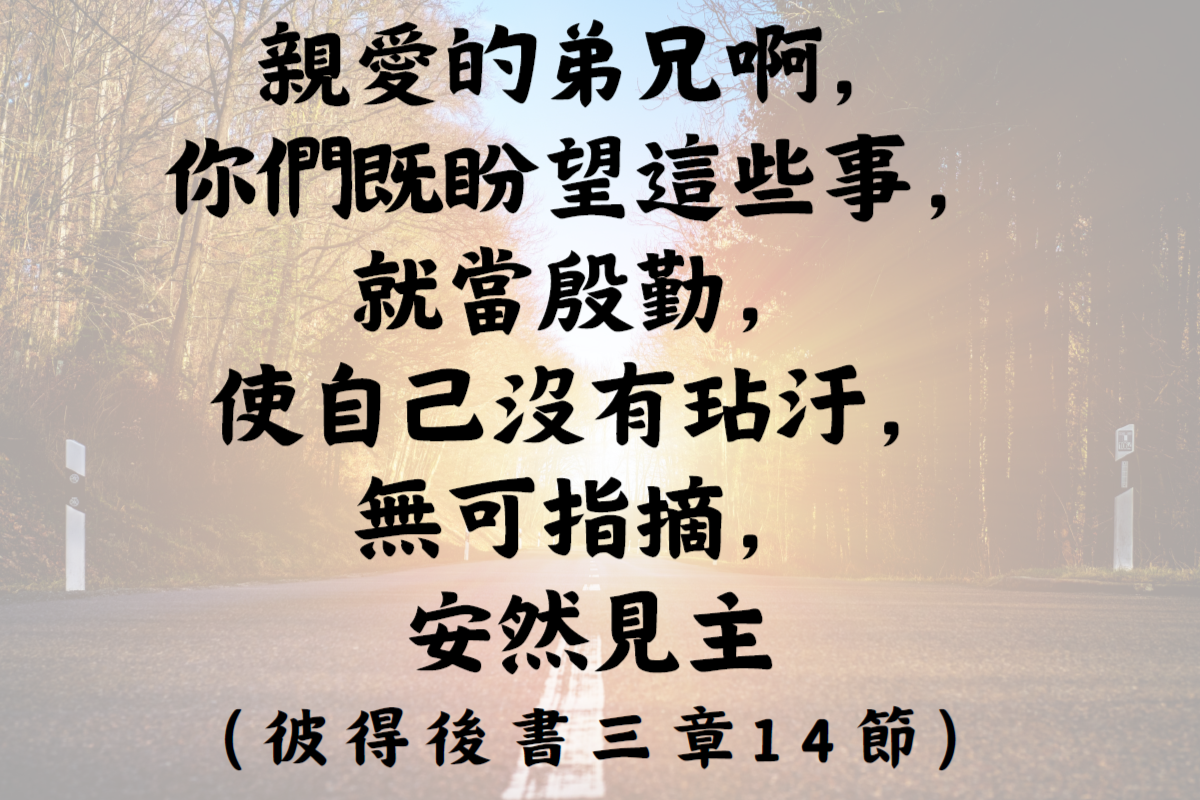 親愛的弟兄啊，
你們既盼望這些事，
就當殷勤，
使自己沒有玷汙，
無可指摘，
安然見主
（彼得後書三章14節）